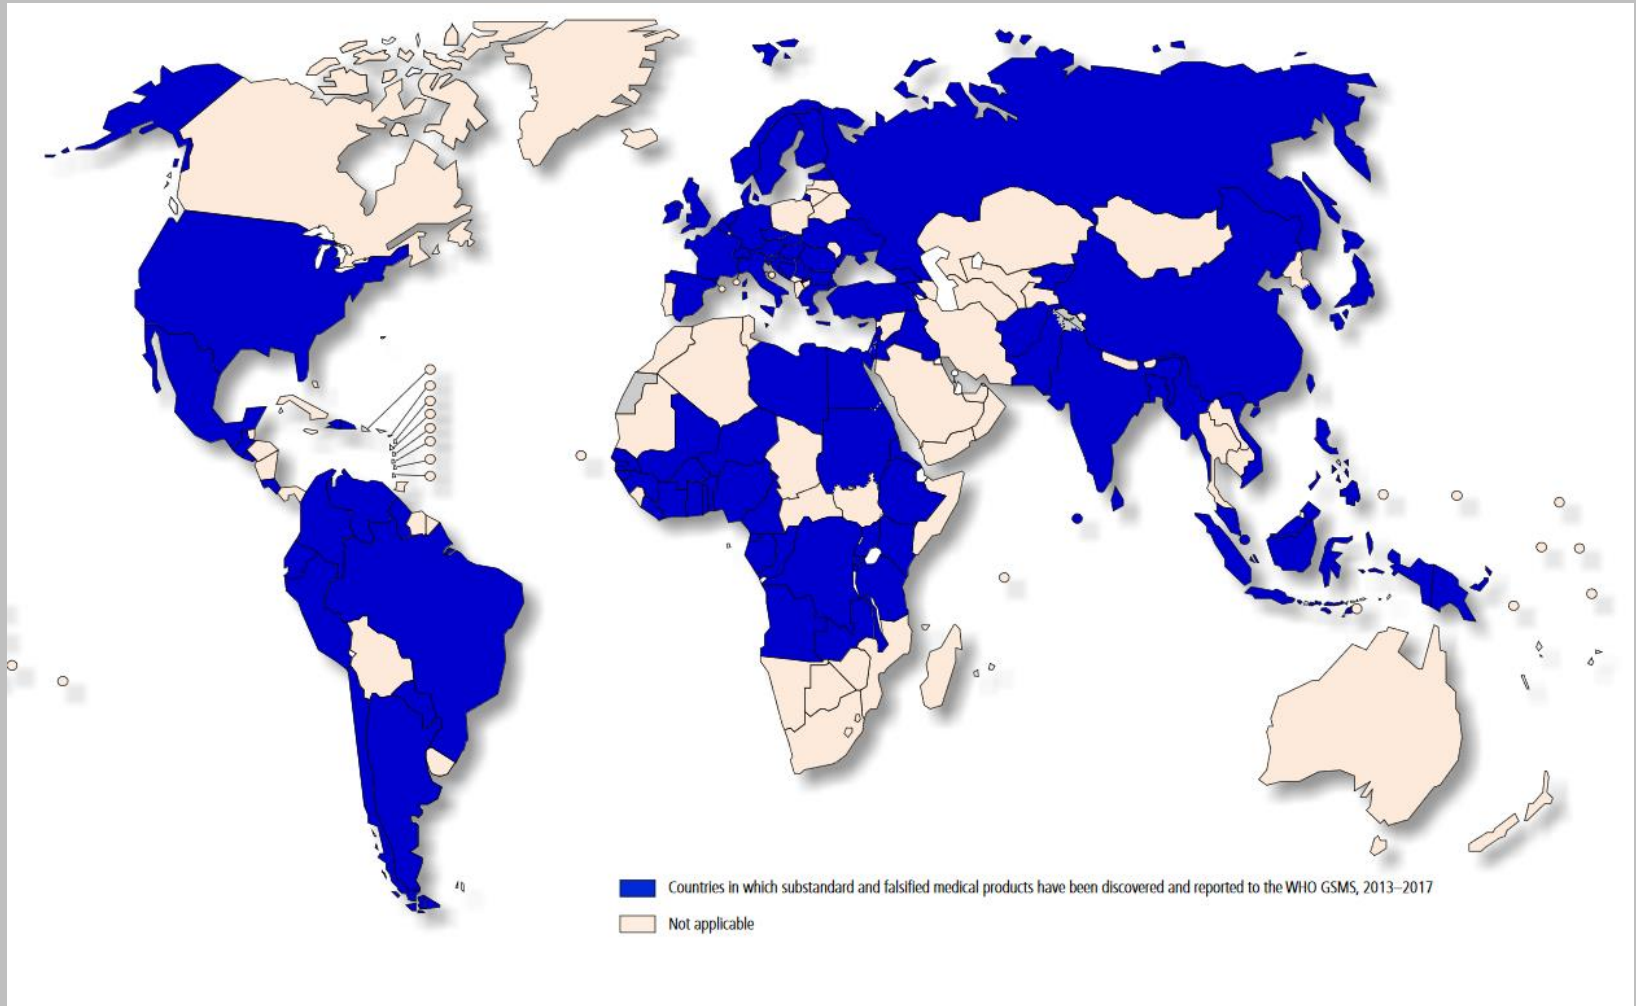 Countries in which substandard and falsified medical products have been discovered and reported to the WHO GSMS, 2013–2017
Not applicable